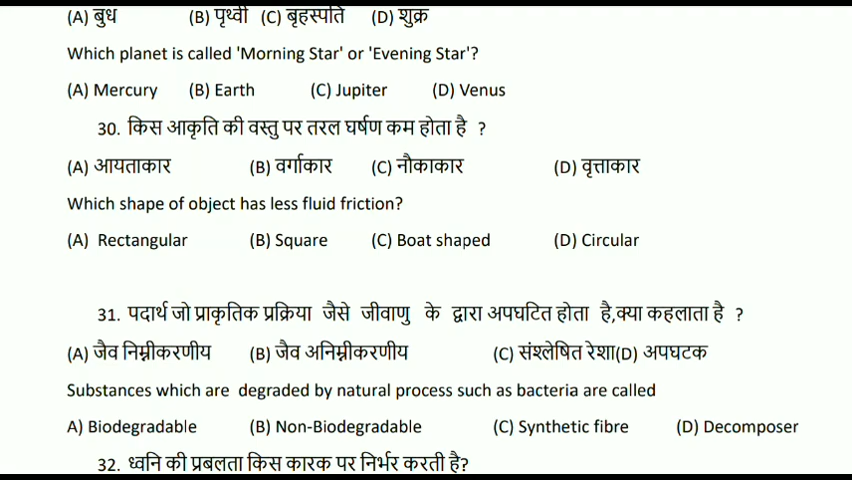 (A) बुध (B) पृथ्वी (C) बृहस्पति (D) शुक्र
Which planet is called 'Morning Star' or 'Evening Star'?
(A) Mercury (B) Earth (C) Jupiter (D) Venus
30. किस आकृति की वस्तु पर तरल घर्षण कम होता है ?
(A) आयताकार (B) वर्गाकार (C) नौकाकार (D) वृत्ताकार
Which shape of object has less fluid friction?
(A) Rectangular (B) Square (C) Boat shaped (D) Circular
31. पदार्थ जो प्राकृतिक प्रक्रिया जैसे जीवाणु के द्वारा अपघटित होता है,क्या कहलाता है ?
(A) जैव निम्नीकरणीय (B) जैव अनिम्नीकरणीय (C) संश्लेषित रेशा(D) अपघटक
Substances which are degraded by natural process such as bacteria are called
A) Biodegradable (B) Non-Biodegradable (C) Synthetic fibre (D) Decomposer
32. ध्वनि की प्रबलता किस कारक पर निर्भर करती है?